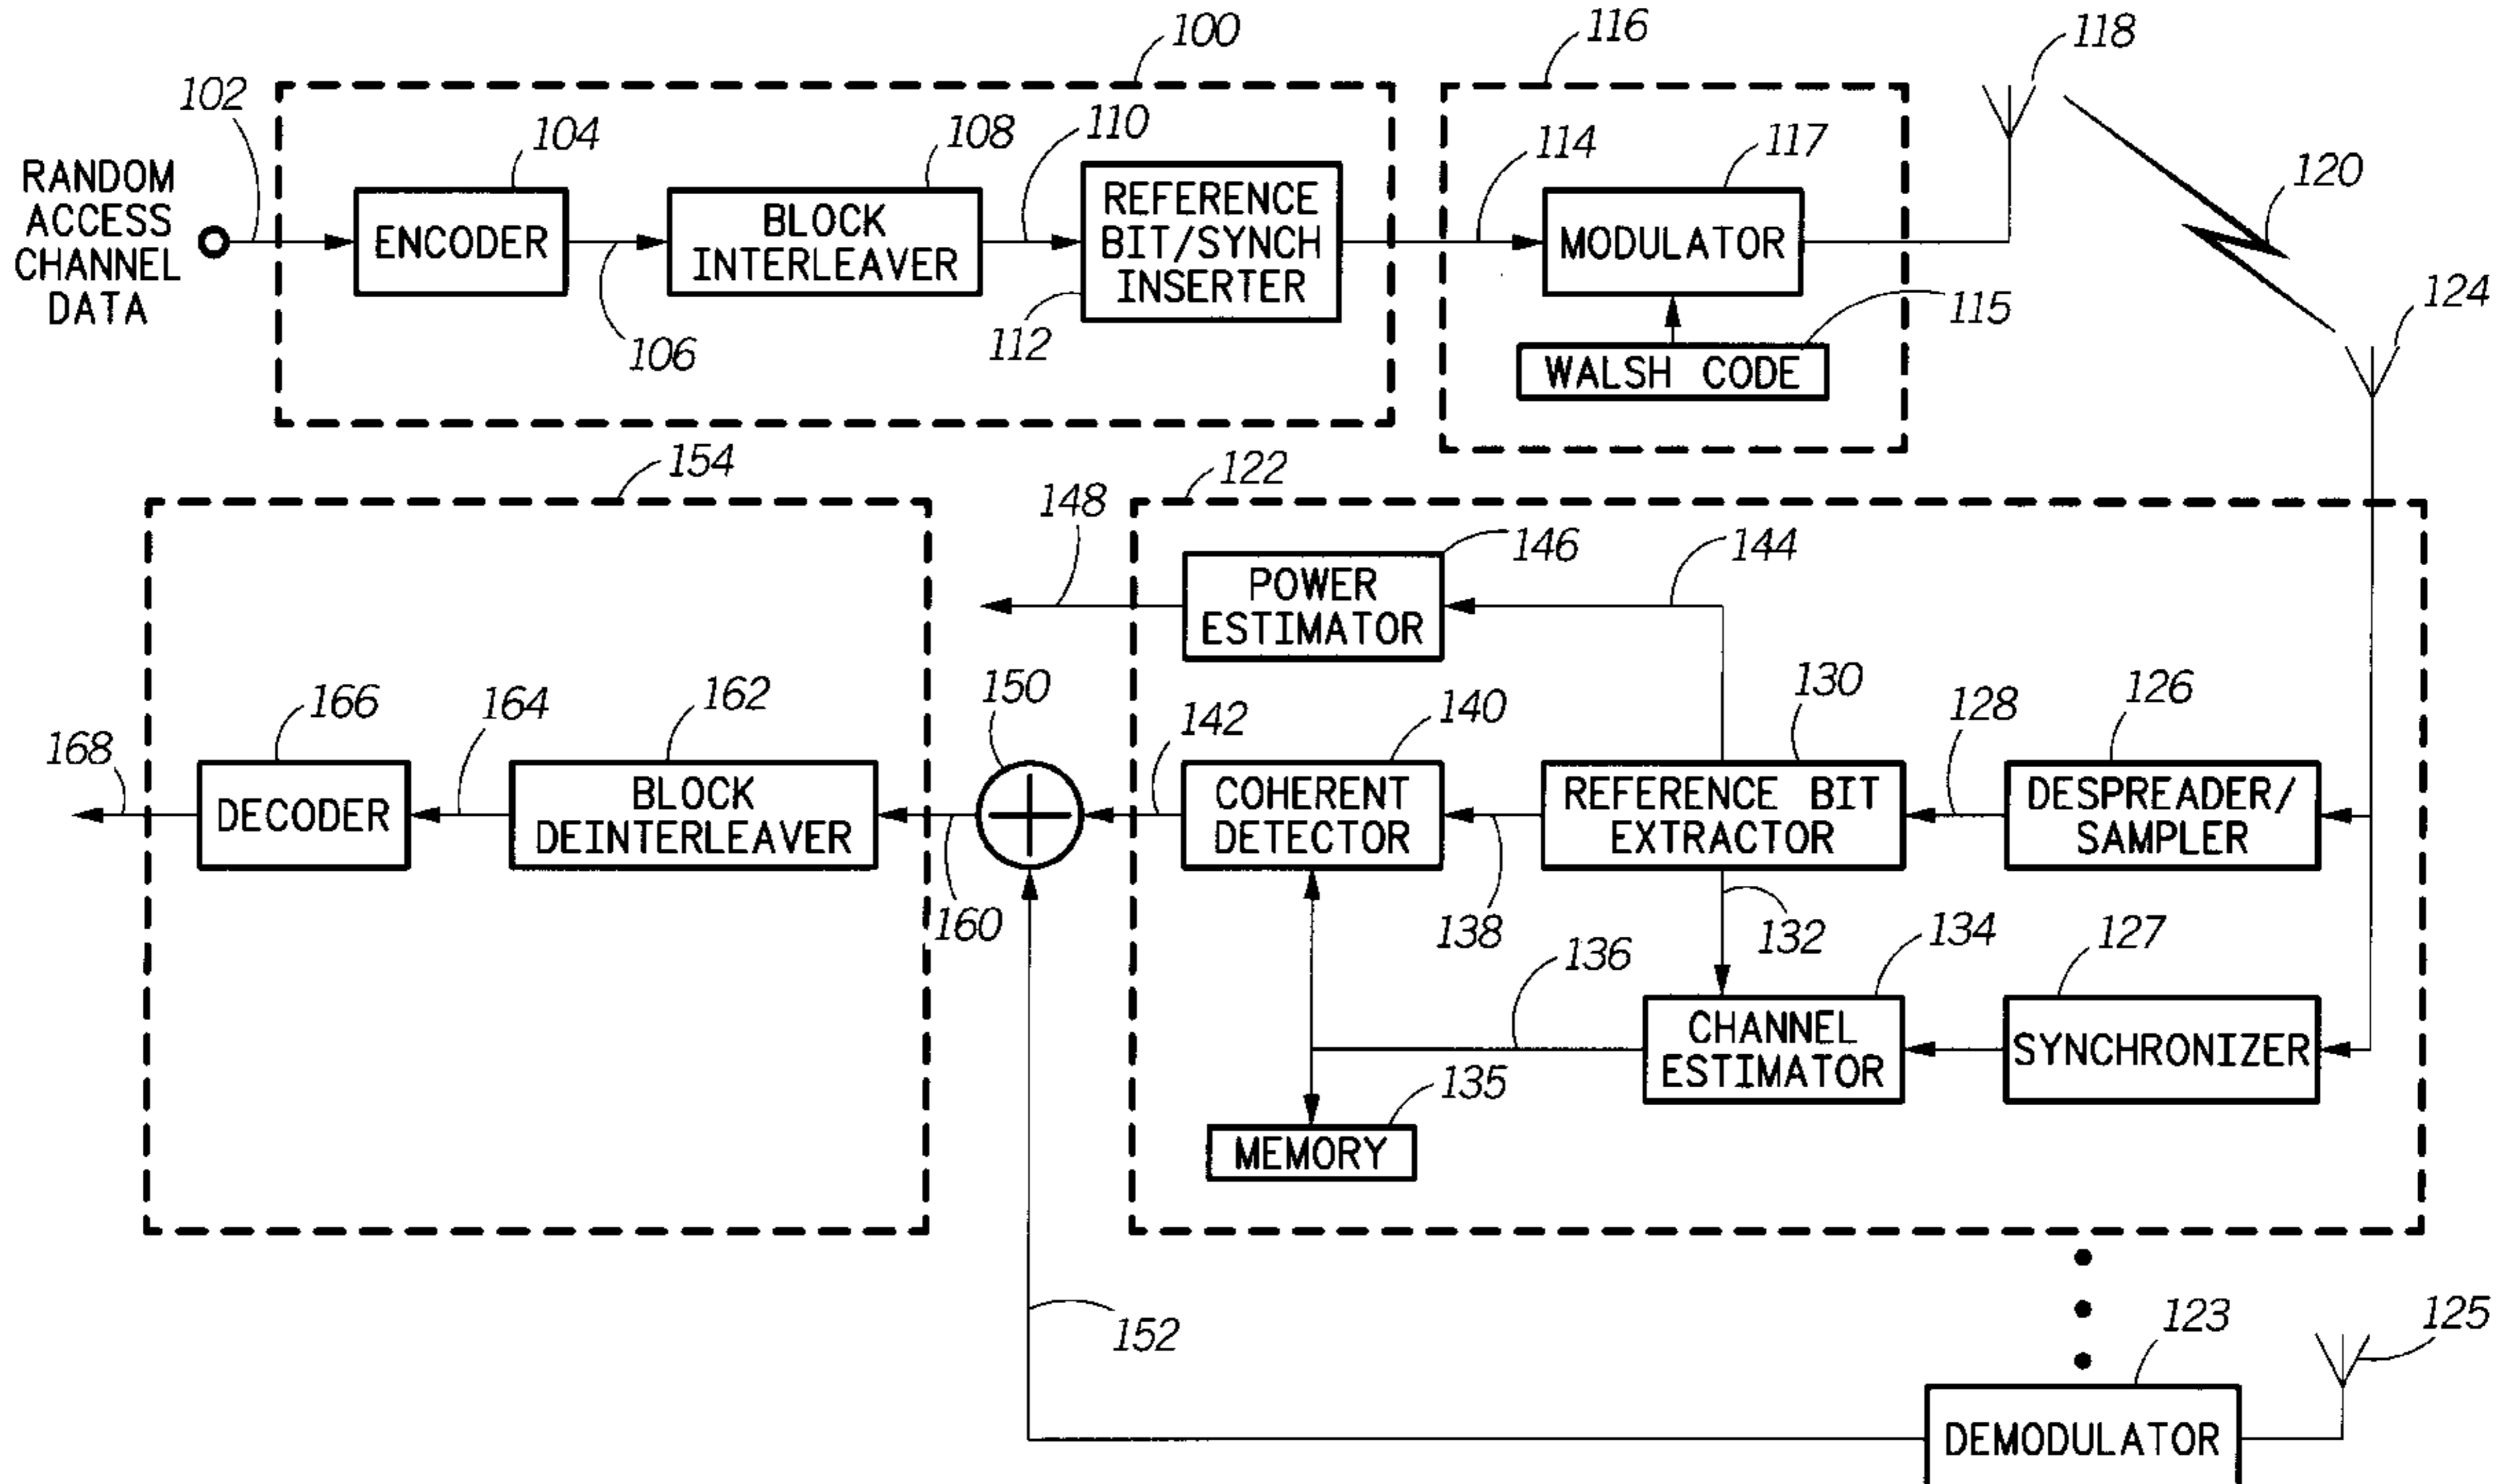 100
116
118
102
104
108
110
114
117
120
RANDOM
ACCESS
CHANNEL
DATA
ENCODER
BLOCK
INTERLEAVER
REFERENCE
BIT/SYNCH
INSERTER
MODULATOR
106
112
115
124
WALSH CODE
154
122
148
146
144
POWER
ESTIMATOR
166
164
162
150
142
140
130
128
126
168
DECODER
BLOCK
DEINTERLEAVER
COHERENT
DETECTOR
REFERENCE BIT
EXTRACTOR
DESPREADER/
SAMPLER
160
138
132
134
127
136
CHANNEL
ESTIMATOR
SYNCHRONIZER
135
MEMORY
152
123
125
DEMODULATOR